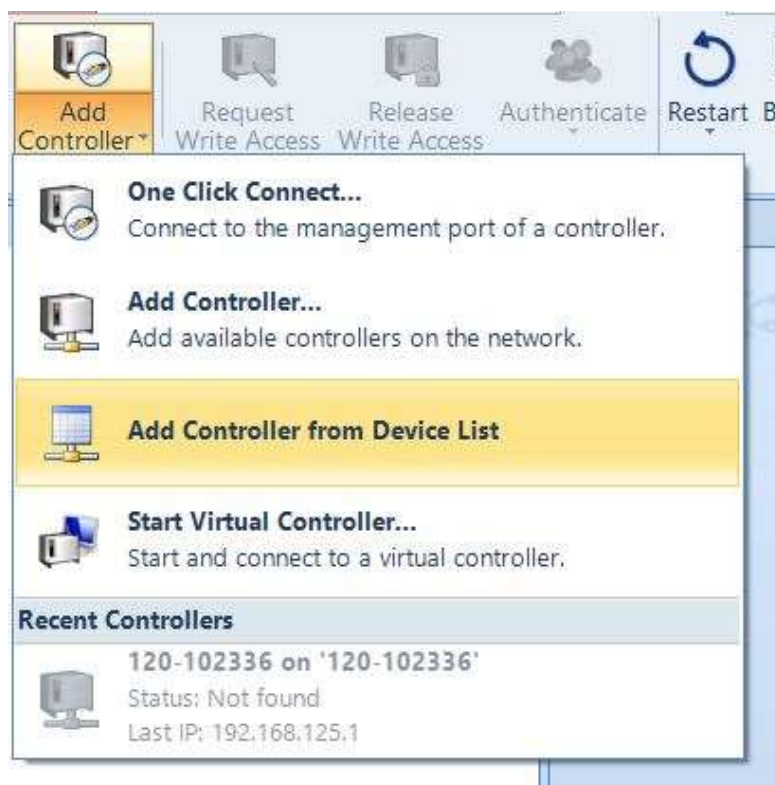 Add
Controller
Request
Write Access
Release
Write Access
Authenticate
Restart
B
One Click Connect...
Connect to the management port of a controller.
Add Controller...
Add available controllers on the network.
Add Controller from Device List
Start Virtual Controller...
Start and connect to a virtual controller.
Recent Controllers
120-102336 on '120-102336'
Status: Not found
Last IP: 192.168.125.1